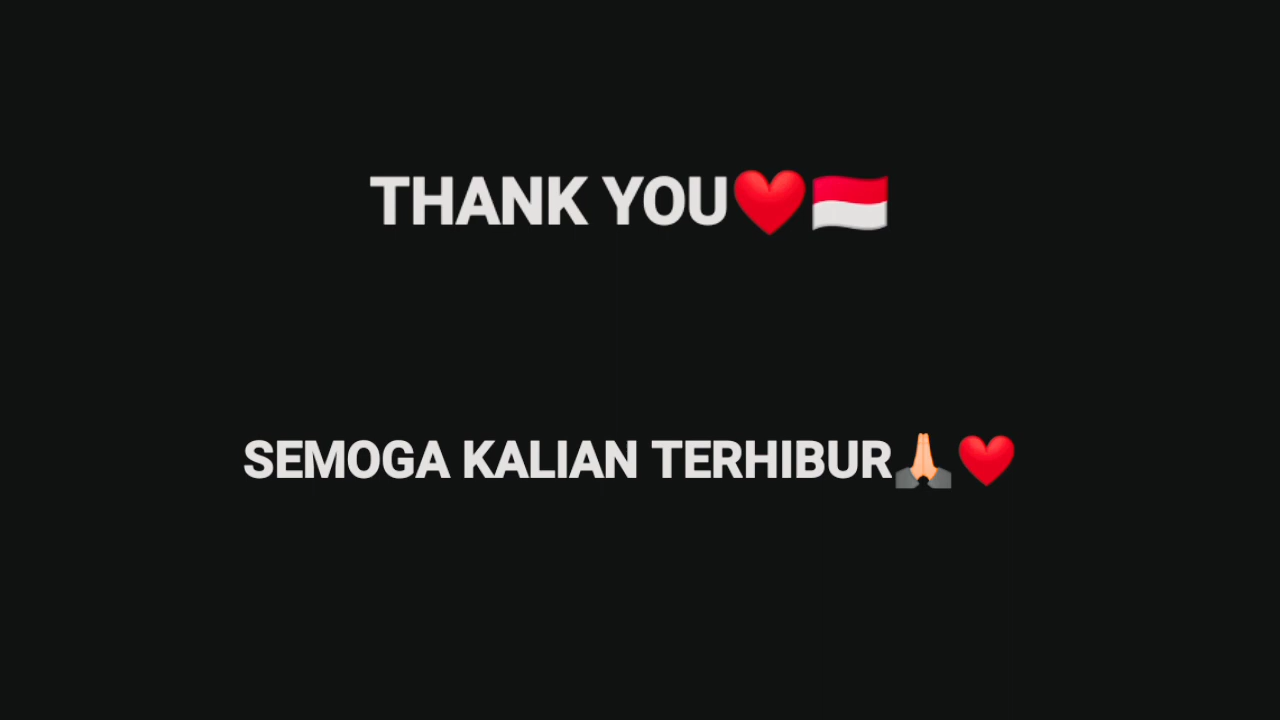 THANK YOU❤️🇮🇩
SEMOGA KALIAN TERHIBUR🙏🏻❤️